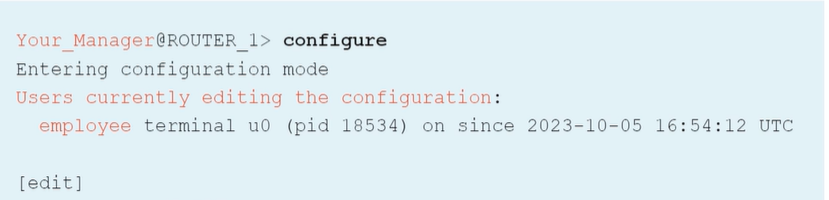 Your_Manager@ROUTER_1> configure
Entering configuration mode
Users currently editing the configuration:
  employee terminal u0 (pid 18534) on since 2023-10-05 16:54:12 UTC

[edit]